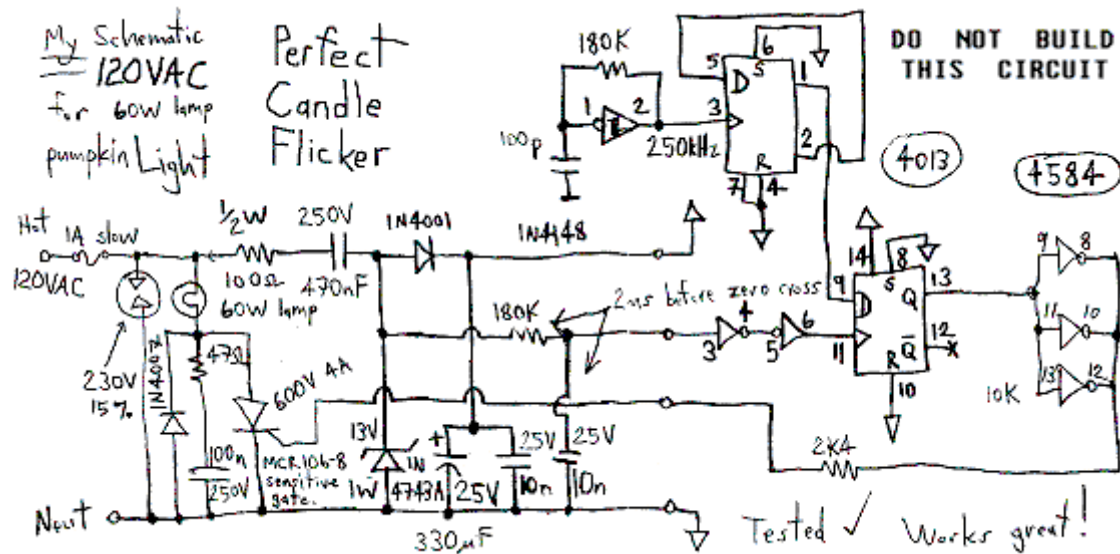 My Schematic
120VAC
for 60W lamp
pumpkin Light
Perfect
Candle
Flicker
DO NOT BUILD
THIS CIRCUIT
180K
1
2
100p
250kHz
5
D
6
S
1
3
2
R
7
4
4013
4584
Hot
1A slow
120VAC
1/2W
100Ω
250V
470nF
1N4001
1N4148
60W lamp
230V
15%
47Ω
600V 4A
100n
250V
MCR106-8
sensitive
gate.
180K
2ms before zero cross
3
4
5
6
14
8
S
9
D
Q
13
11
Q
12
R
10
9
8
11
10
13
12
10K
2K4
13V
1N
4743A
1W
+
25V
330µF
25V
10n
25V
10n
Neut
Tested ✓ Works great!